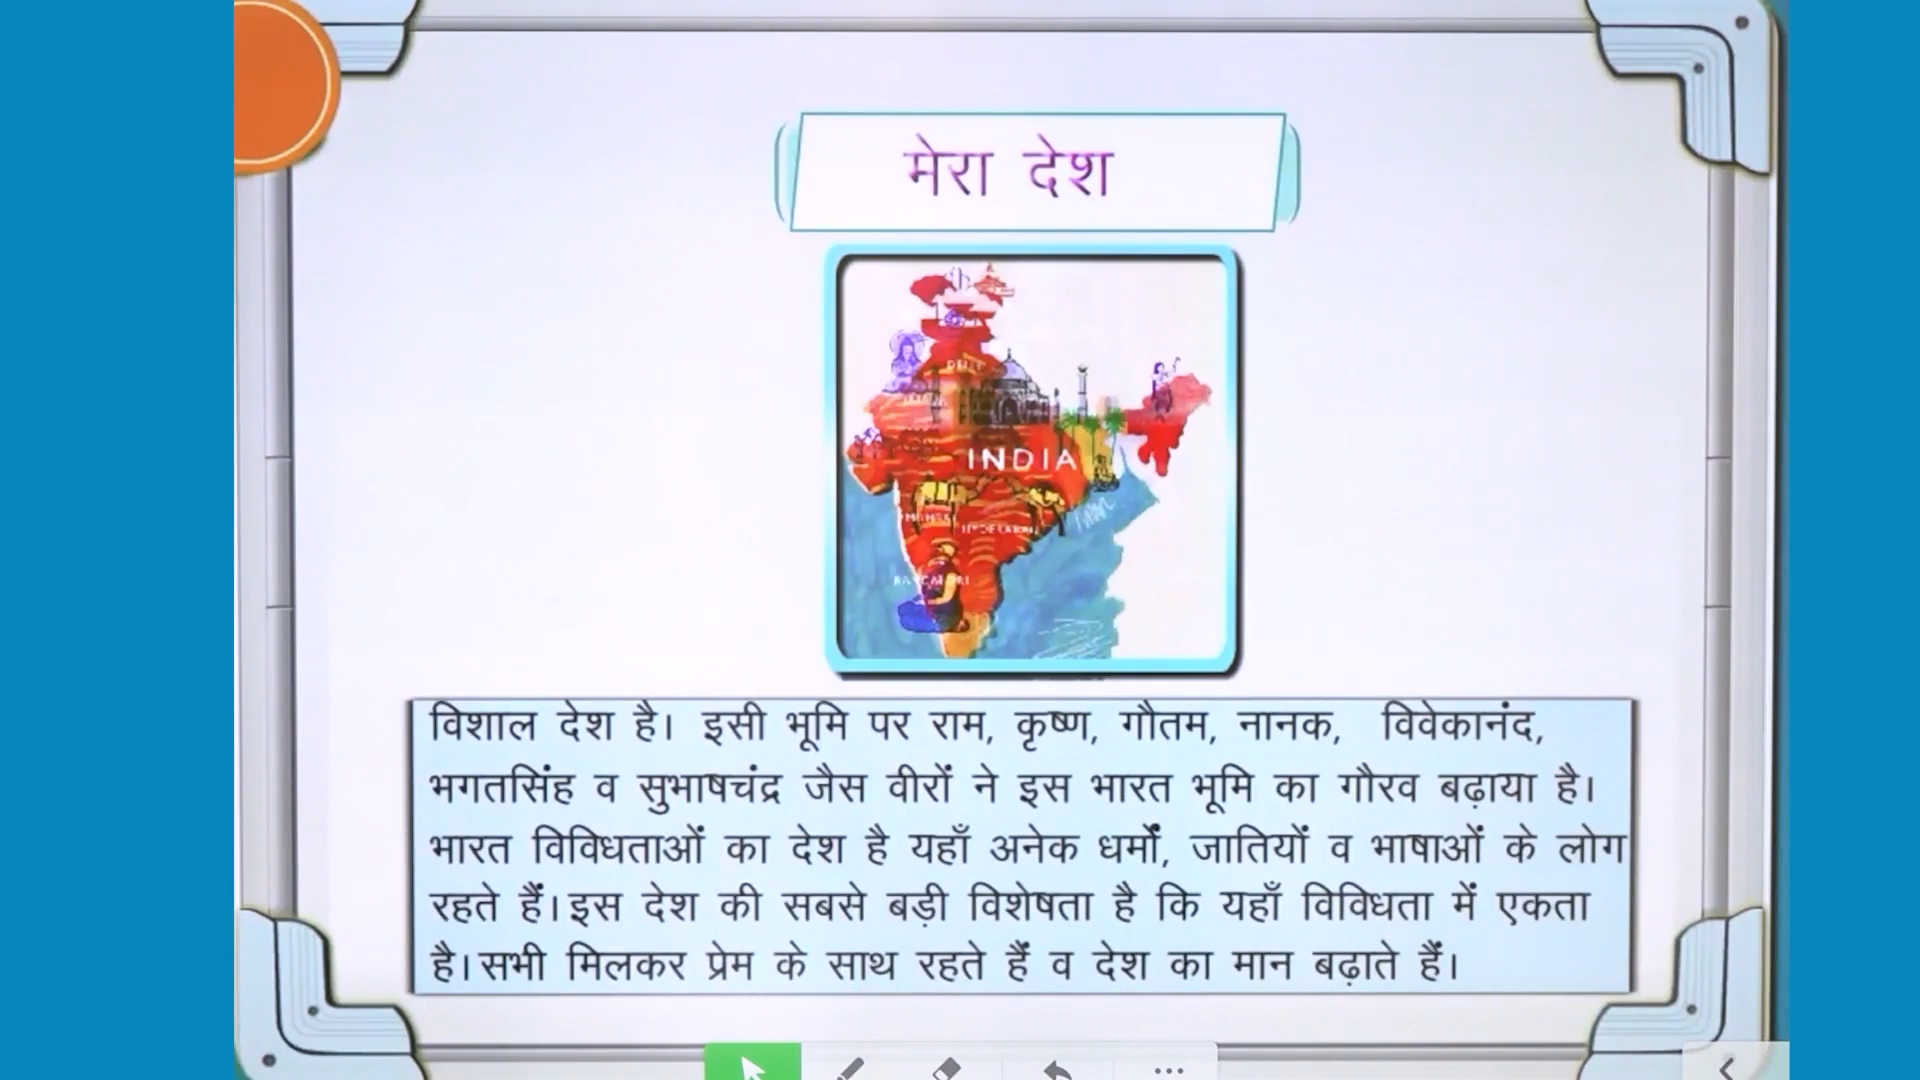 मेरा देश
INDIA
विशाल देश है। इसी भूमि पर राम, कृष्ण, गौतम, नानक, विवेकानंद,
भगतसिंह व सुभाषचंद्र जैस वीरों ने इस भारत भूमि का गौरव बढ़ाया है।
भारत विविधताओं का देश है यहाँ अनेक धर्मों, जातियों व भाषाओं के लोग
रहते हैं। इस देश की सबसे बड़ी विशेषता है कि यहाँ विविधता में एकता
है। सभी मिलकर प्रेम के साथ रहते हैं व देश का मान बढ़ाते हैं।